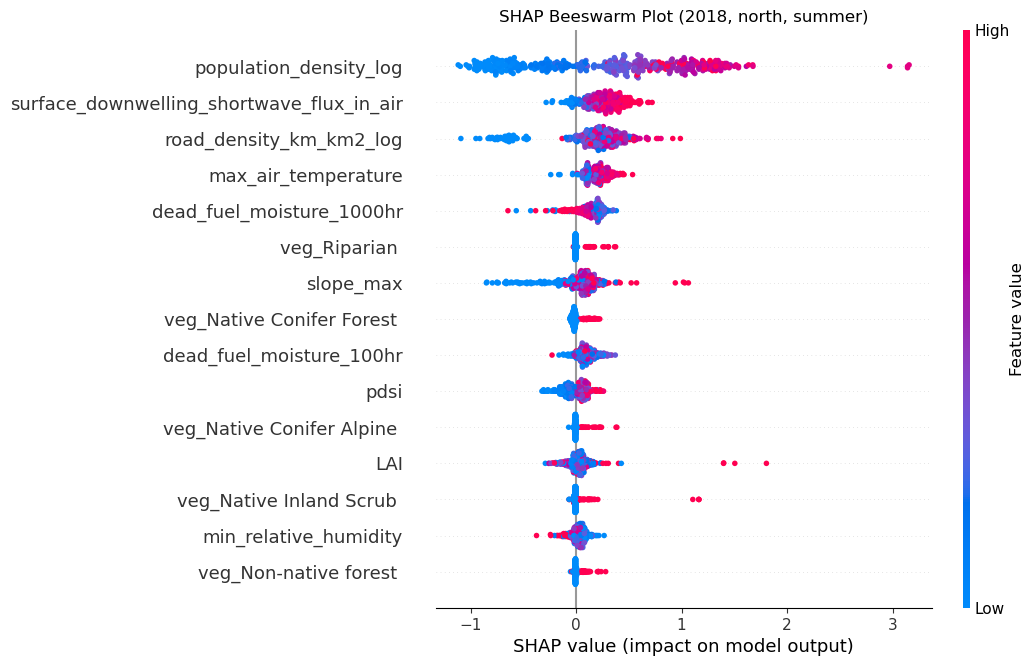 SHAP Beeswarm Plot (2018, north, summer)
High
population_density_log
surface_downwelling_shortwave_flux_in_air
road_density_km_km2_log
max_air_temperature
dead_fuel_moisture_1000hr
veg_Riparian
slope_max
veg_Native Conifer Forest
dead_fuel_moisture_100hr
pdsi
veg_Native Conifer Alpine
LAI
veg_Native Inland Scrub
min_relative_humidity
veg_Non-native forest
Feature value
Low
−1 0 1 2 3
SHAP value (impact on model output)